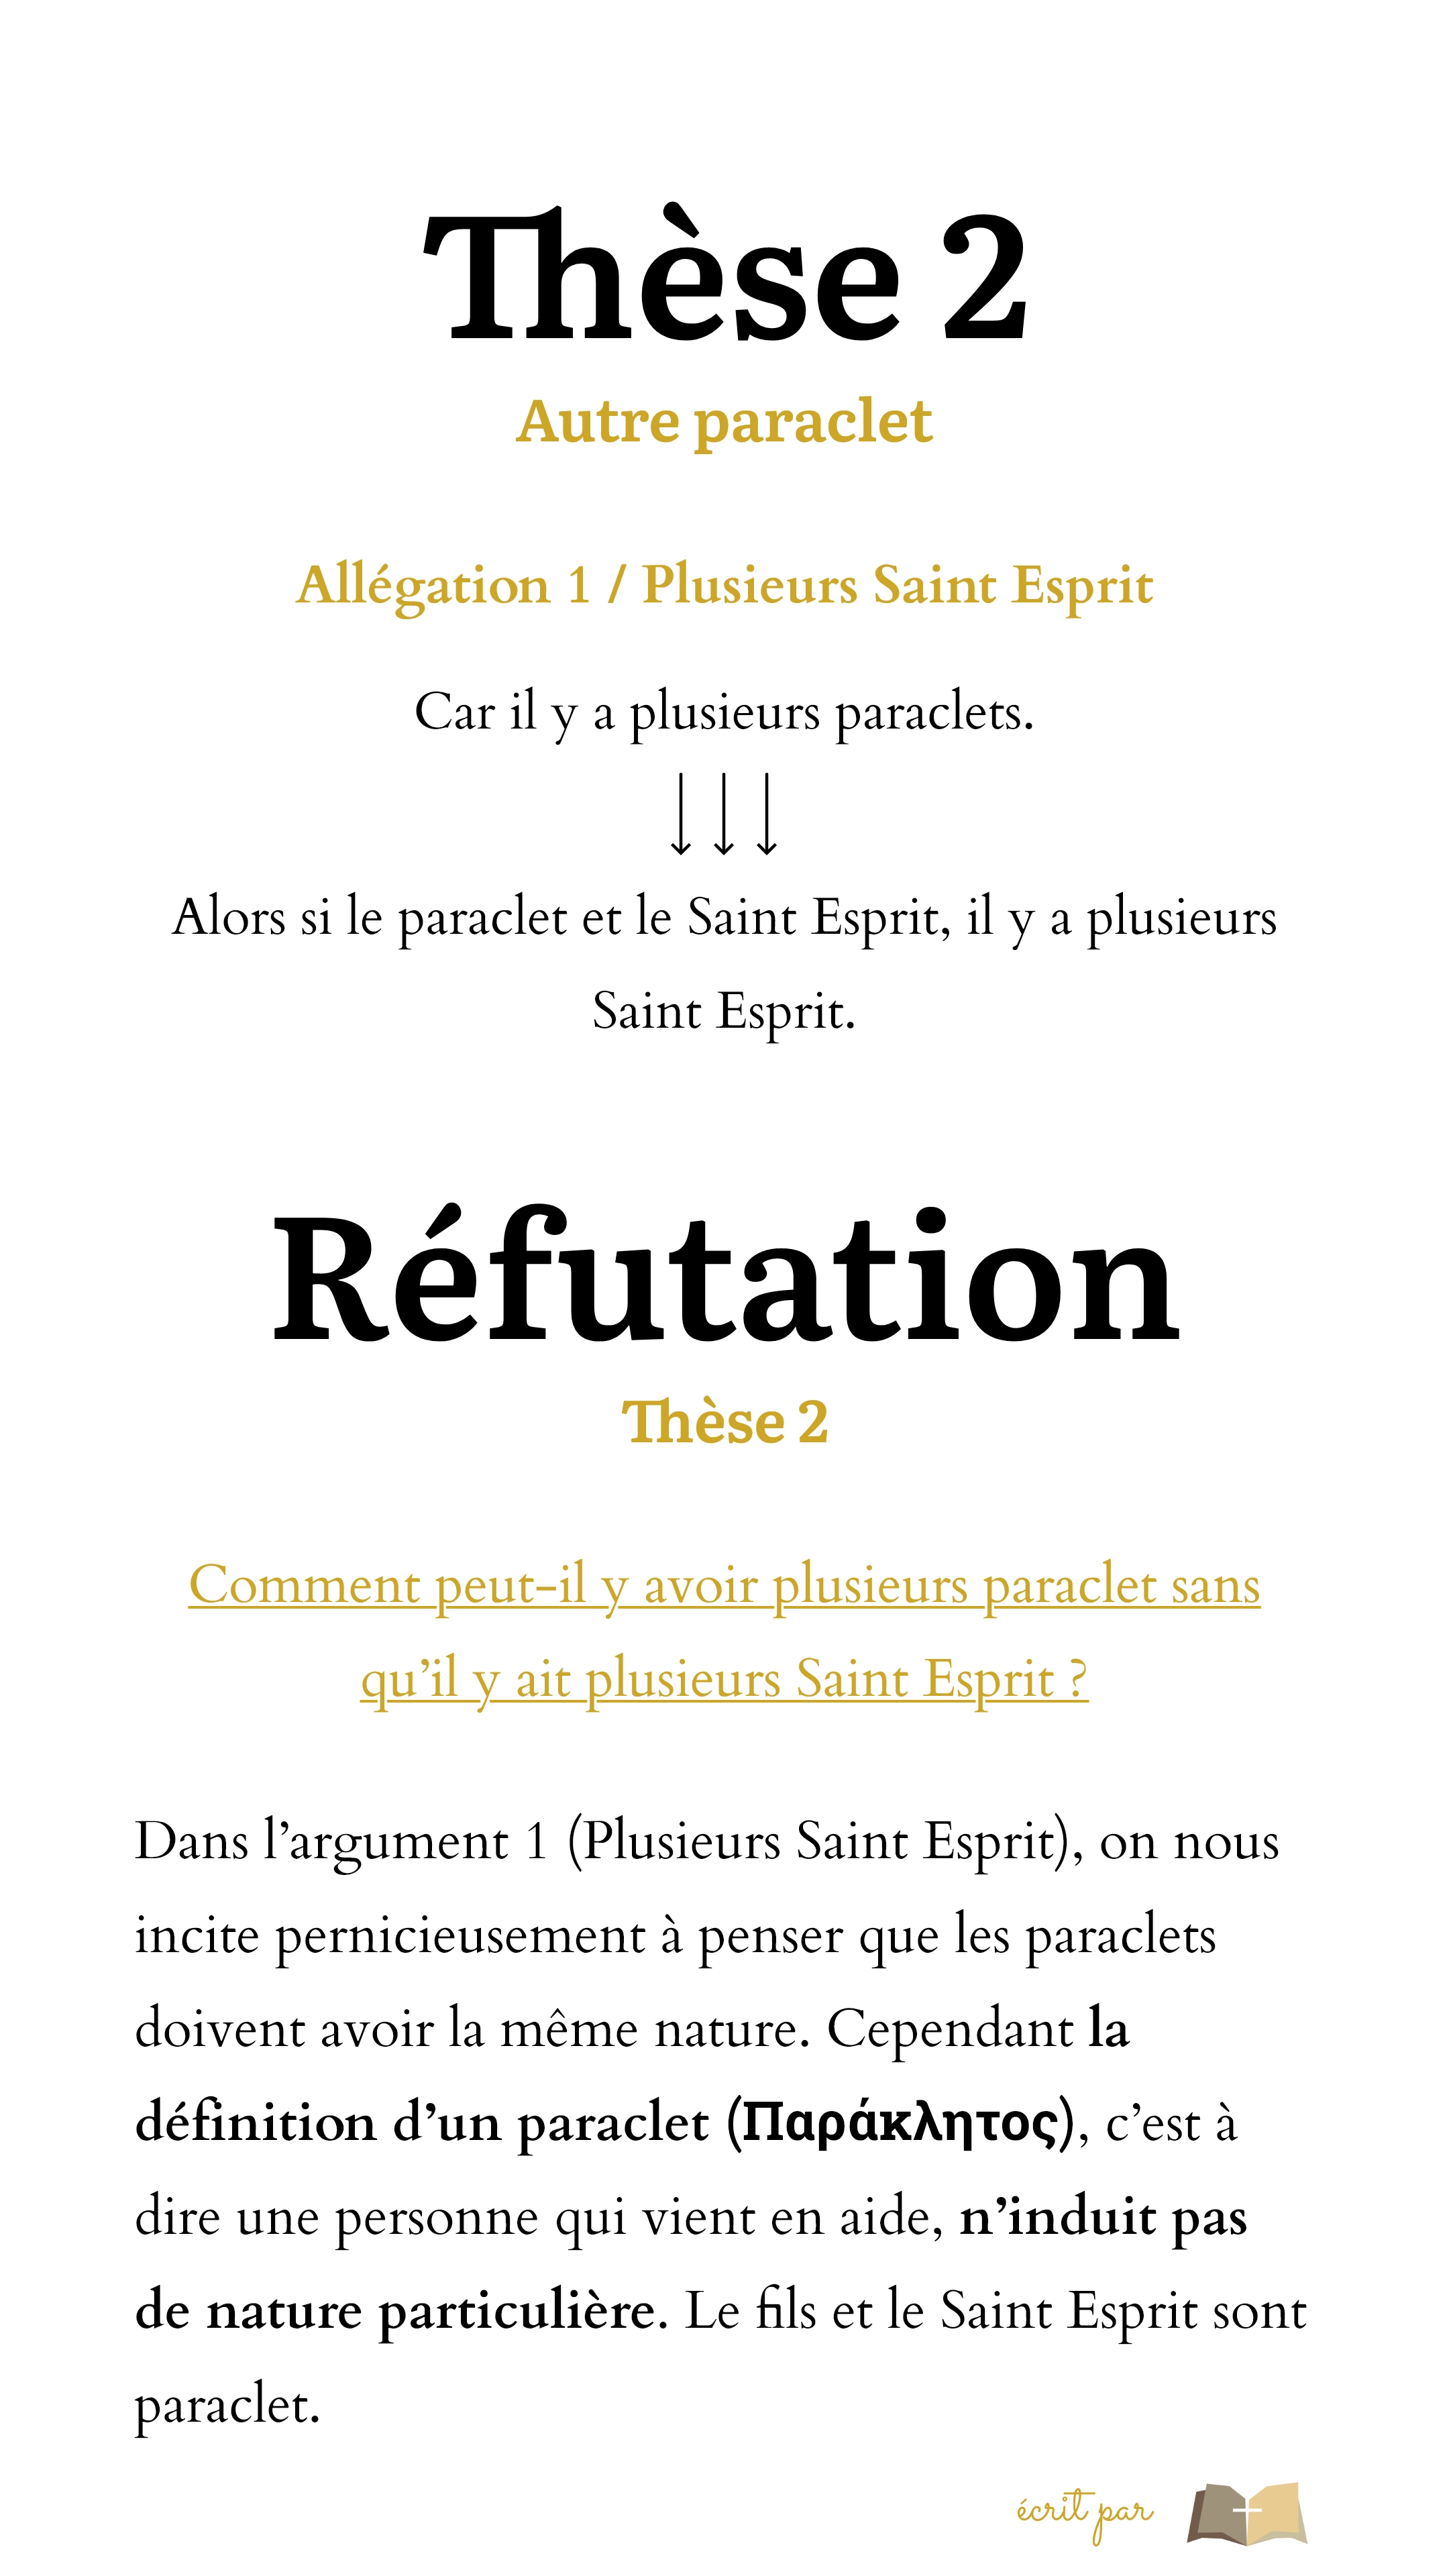 Thèse 2
Autre paraclet
Allégation 1 / Plusieurs Saint Esprit
Car il y a plusieurs paraclets.
↓↓↓
Alors si le paraclet et le Saint Esprit, il y a plusieurs
Saint Esprit.
Réfutation
Thèse 2
Comment peut-il y avoir plusieurs paraclet sans
qu’il y ait plusieurs Saint Esprit ?
Dans l’argument 1 (Plusieurs Saint Esprit), on nous
incite pernicieusement à penser que les paraclets
doivent avoir la même nature. Cependant la
définition d’un paraclet (Παράκλητος), c’est à
dire une personne qui vient en aide, n’induit pas
de nature particulière. Le fils et le Saint Esprit sont
paraclet.
écrit par